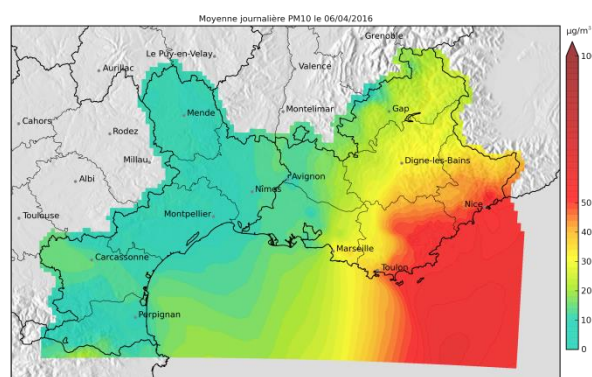 Moyenne journalière PM10 le 06/04/2016
µg/m³
Grenoble
Le Puy-en-Velay
Aurillac
Valence
10
Cahors
Mende
Montelimar
Gap
Rodez
Millau
Digne-les-Bains
Albi
Avignon
Nîmes
50
Toulouse
Montpellier
Nice
40
Marseille
Carcassonne
30
Toulon
20
Perpignan
10
0